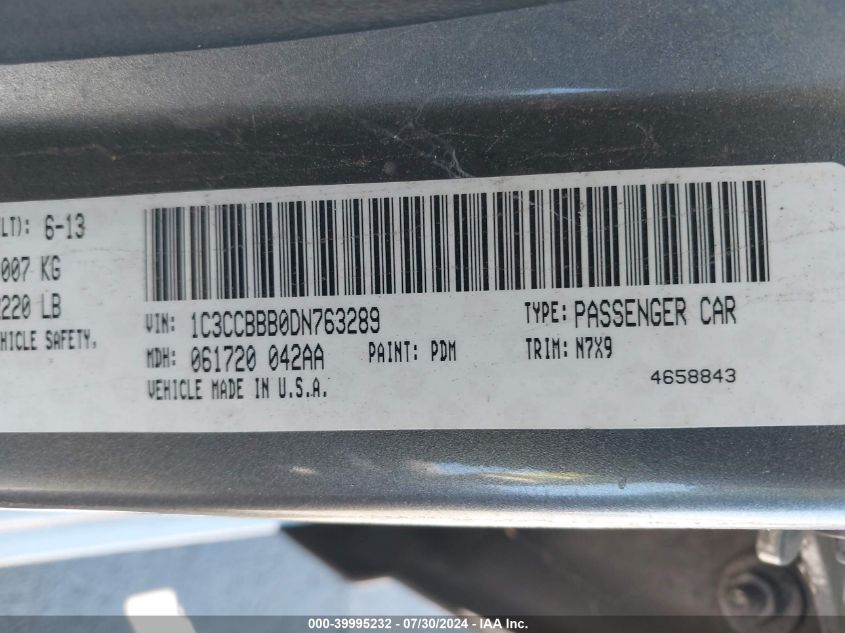 LT): 6-13
007 KG
220 LB
HICLE SAFETY.
VIN: 1C3CCBBB0DN763289 TYPE: PASSENGER CAR
MDH: 061720 042AA PAINT: PDM TRIM: N7X9
VEHICLE MADE IN U.S.A. 4658843
000-39995232 - 07/30/2024 - IAA Inc.